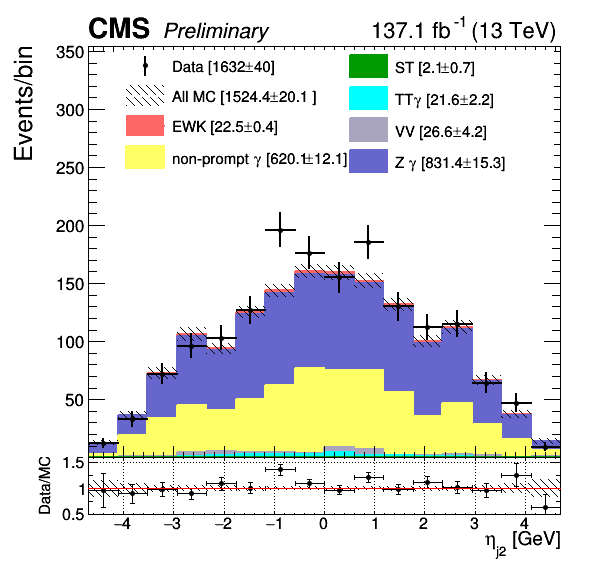 CMS Preliminary 137.1 fb⁻¹ (13 TeV)
Events/bin
350
300
250
200
150
100
50
Data [1632±40]
All MC [1524.4±20.1 ]
EWK [22.5±0.4]
non-prompt γ [620.1±12.1]
ST [2.1±0.7]
TTγ [21.6±2.2]
VV [26.6±4.2]
Z γ [831.4±15.3]
Data/MC
1.5
1
0.5
−4 −3 −2 −1 0 1 2 3 4
η_j2 [GeV]